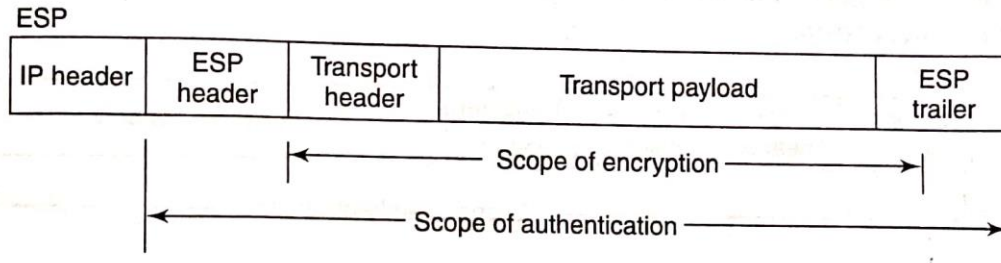 ESP
IP header
ESP
header
Transport
header
Transport payload
ESP
trailer
Scope of encryption
Scope of authentication